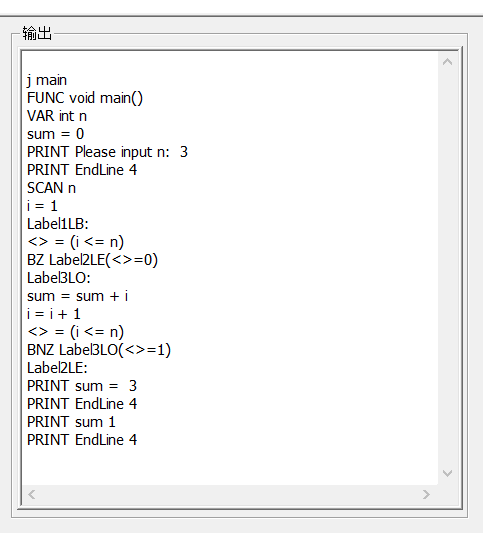 输出
j main
FUNC void main()
VAR int n
sum = 0
PRINT Please input n:  3
PRINT EndLine 4
SCAN n
i = 1
Label1LB:
<> = (i <= n)
BZ Label2LE(<>=0)
Label3LO:
sum = sum + i
i = i + 1
<> = (i <= n)
BNZ Label3LO(<>=1)
Label2LE:
PRINT sum =  3
PRINT EndLine 4
PRINT sum 1
PRINT EndLine 4